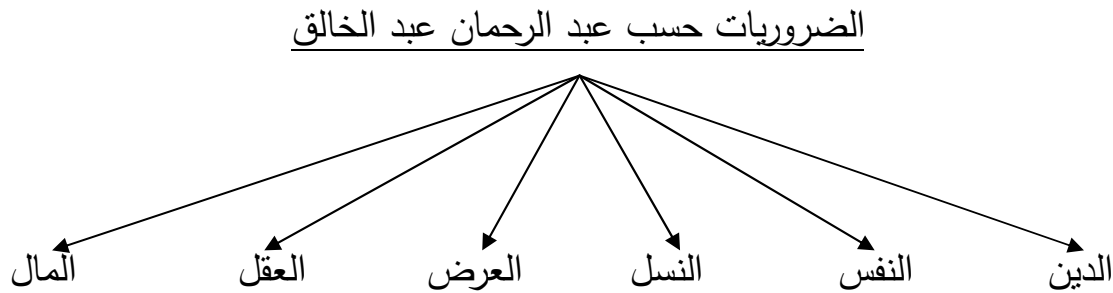 الضروريات حسب عبد الرحمان عبد الخالق
الدين النفس النسل العرض العقل المال